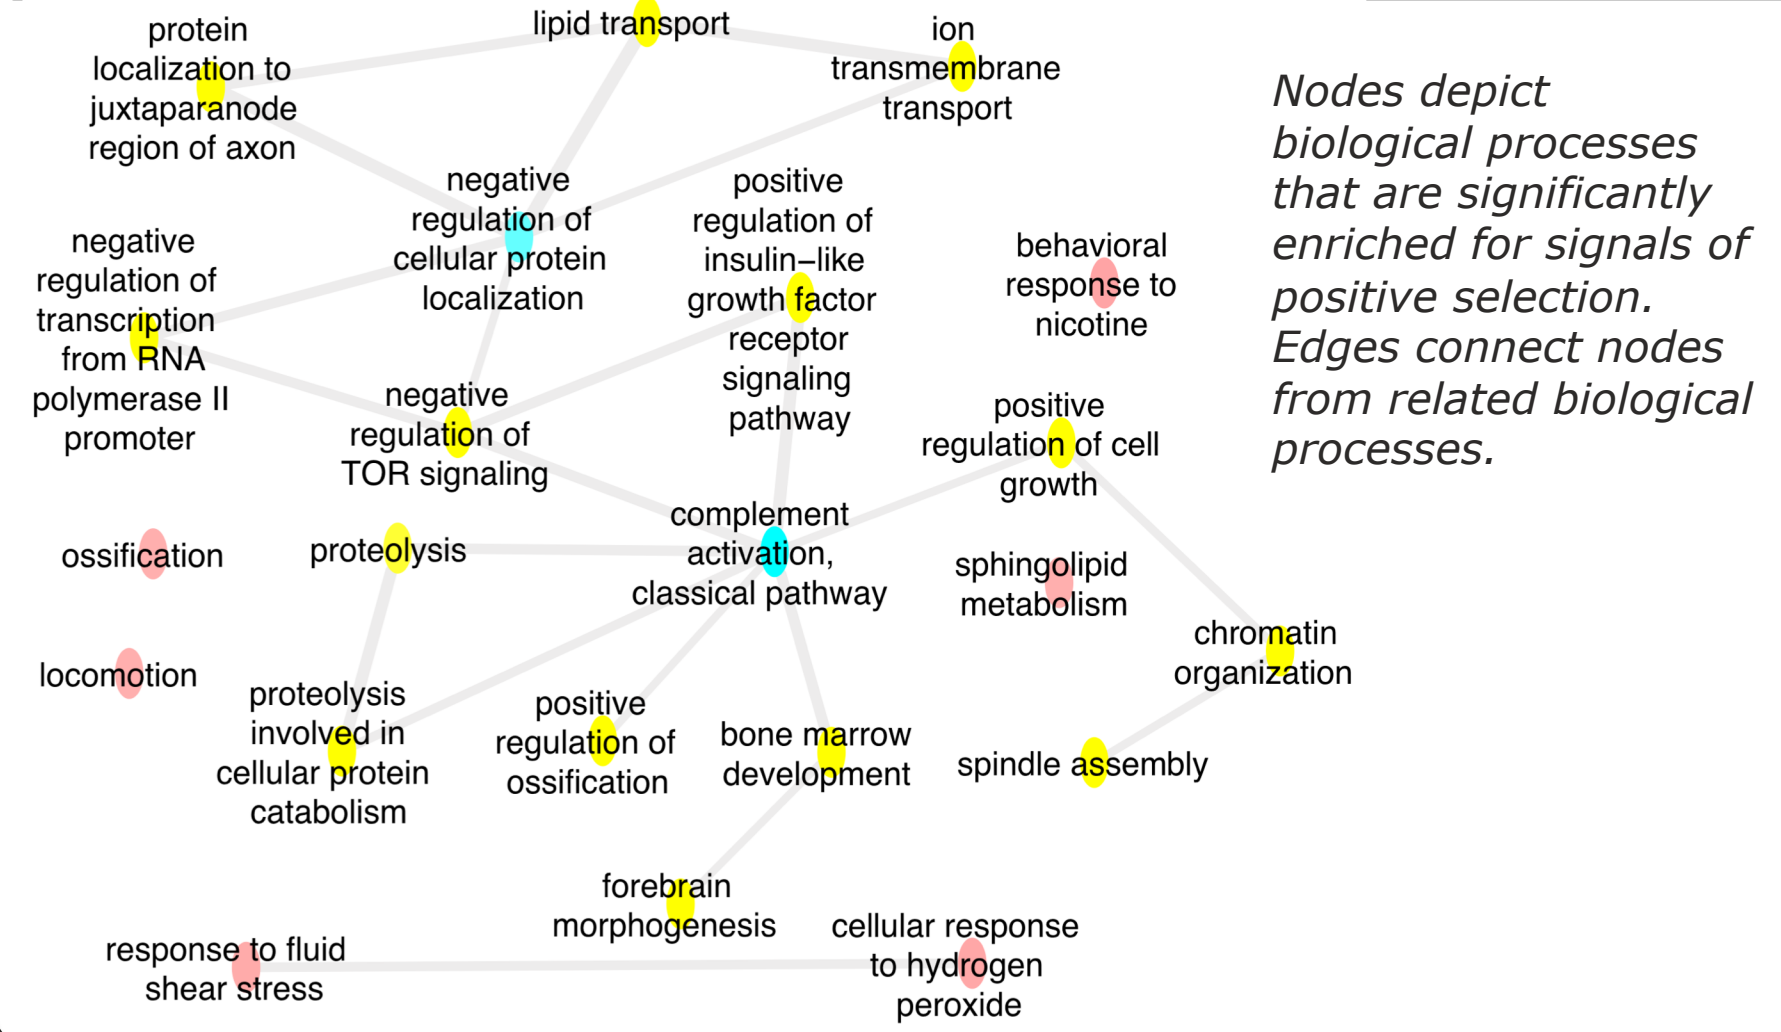 protein
localization to
juxtaparanode
region of axon
lipid transport
ion
transmembrane
transport
negative
regulation of
cellular protein
localization
positive
regulation of
insulin−like
growth factor
receptor
signaling
pathway
behavioral
response to
nicotine
negative
regulation of
transcription
from RNA
polymerase II
promoter
negative
regulation of
TOR signaling
positive
regulation of cell
growth
complement
activation,
classical pathway
ossification
proteolysis
sphingolipid
metabolism
chromatin
organization
locomotion
proteolysis
involved in
cellular protein
catabolism
positive
regulation of
ossification
bone marrow
development
spindle assembly
forebrain
morphogenesis
response to fluid
shear stress
cellular response
to hydrogen
peroxide
Nodes depict
biological processes
that are significantly
enriched for signals of
positive selection.
Edges connect nodes
from related biological
processes.